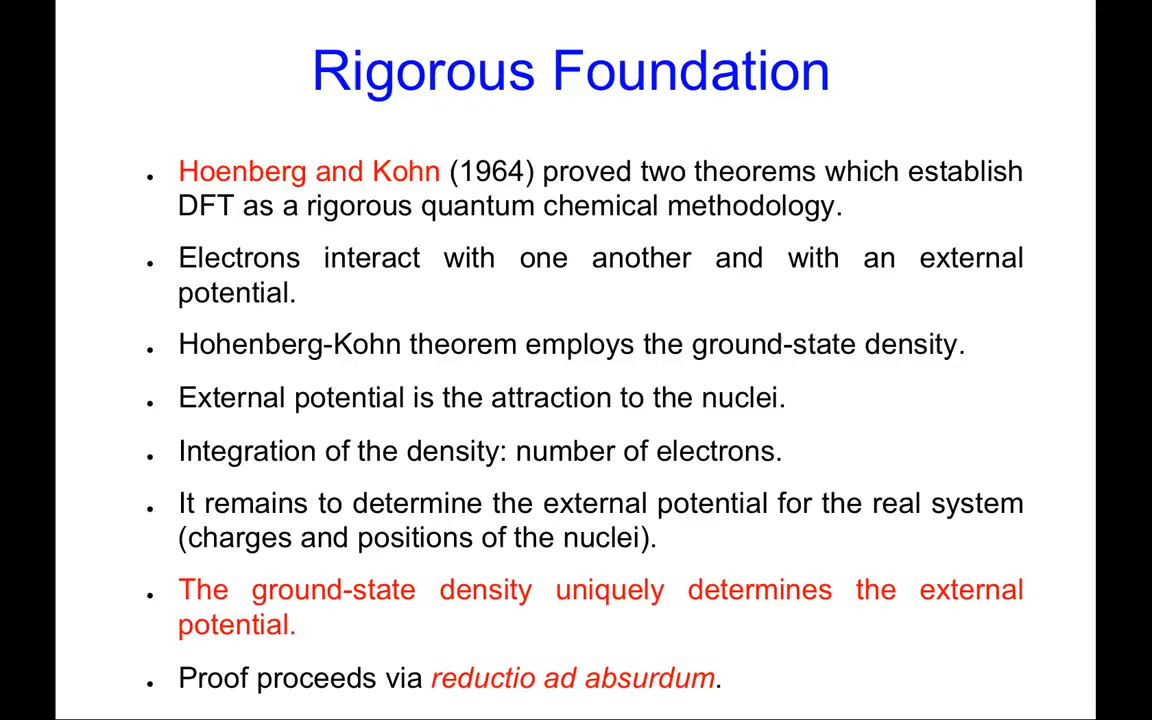 Rigorous Foundation
• Hoenberg and Kohn (1964) proved two theorems which establish
DFT as a rigorous quantum chemical methodology.
• Electrons interact with one another and with an external
potential.
• Hohenberg-Kohn theorem employs the ground-state density.
• External potential is the attraction to the nuclei.
• Integration of the density: number of electrons.
• It remains to determine the external potential for the real system
(charges and positions of the nuclei).
• The ground-state density uniquely determines the external
potential.
• Proof proceeds via reductio ad absurdum.